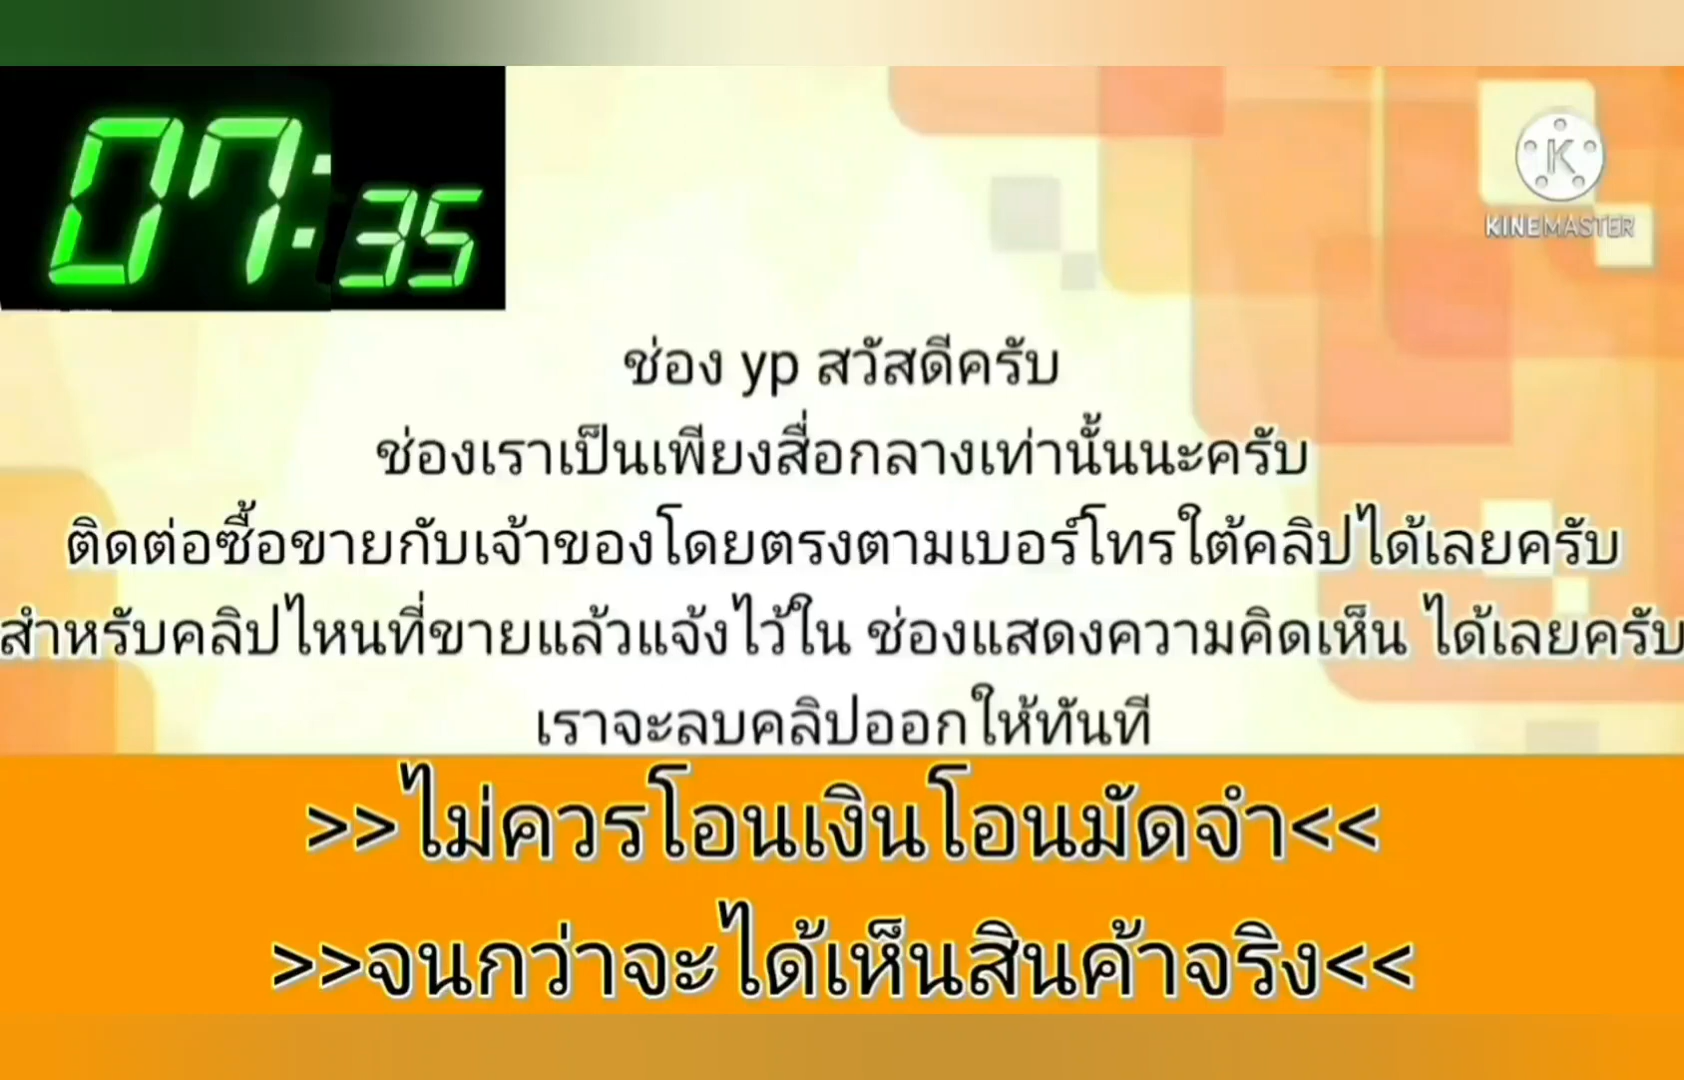 07:35
KINEMASTER
ช่อง yp สวัสดีครับ
ช่องเราเป็นเพียงสื่อกลางเท่านั้นนะครับ
ติดต่อซื้อขายกับเจ้าของโดยตรงตามเบอร์โทรใต้คลิปได้เลยครับ
สำหรับคลิปไหนที่ขายแล้วแจ้งไว้ใน ช่องแสดงความคิดเห็น ได้เลยครับ
เราจะลบคลิปออกให้ทันที
>>ไม่ควรโอนเงินโอนมัดจำ<<
>>จนกว่าจะได้เห็นสินค้าจริง<<